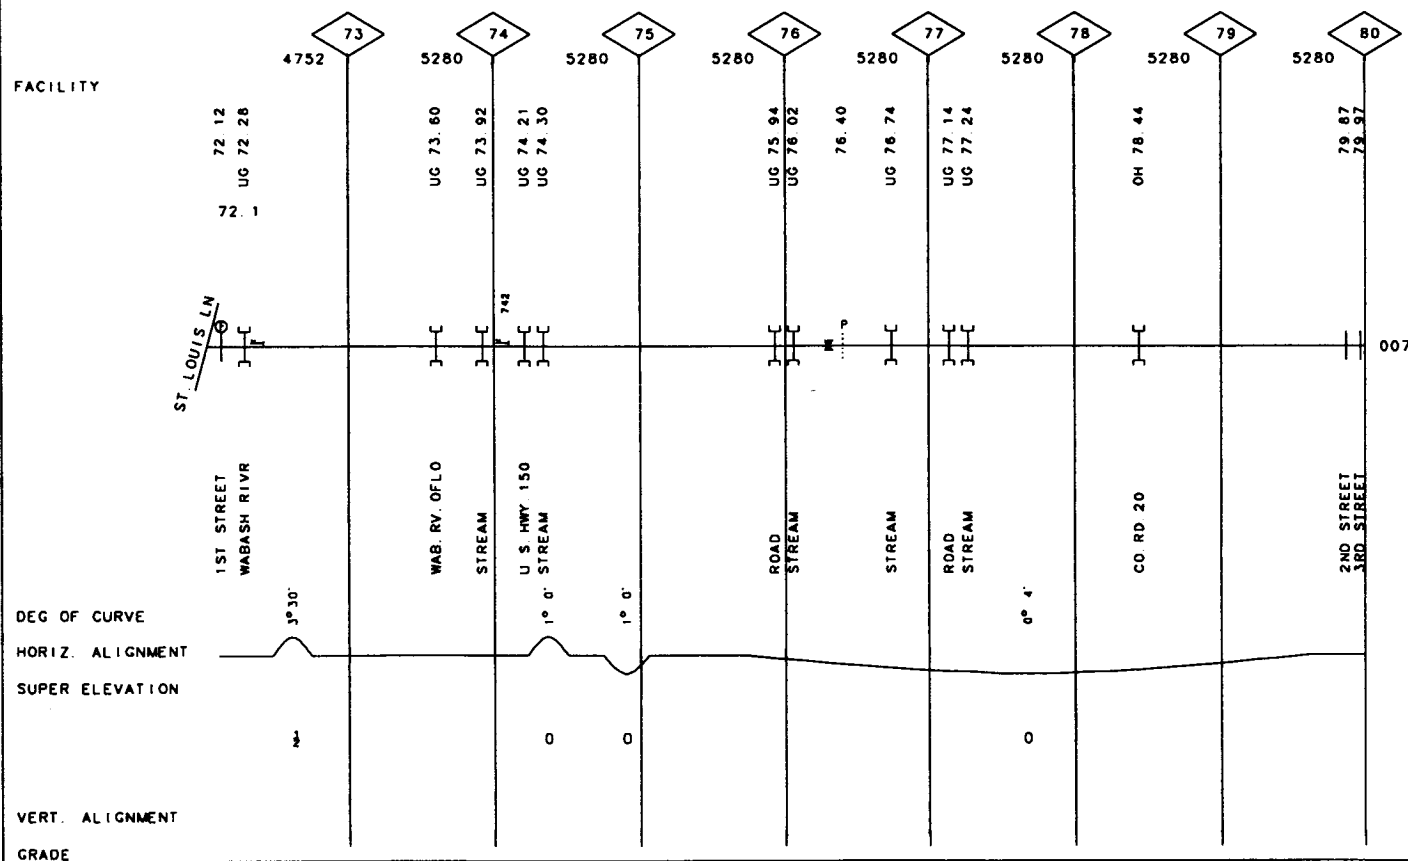 73 74 75 76 77 78 79 80
4752 5280 5280 5280 5280 5280 5280 5280
FACILITY
72.12
UG 72.28
UG 73.60
UG 73.92
UG 74.21
UG 74.30
UG 75.94
UG 76.02
76.40
UG 76.74
UG 77.14
UG 77.24
OH 78.44
79.87
79.97
72.1
ST. LOUIS LN
742
P
007
1ST STREET
WABASH RIVR
WAB. RV. OFLO
STREAM
U S. HWY. 150
STREAM
ROAD
STREAM
STREAM
ROAD
STREAM
CO. RD 20
2ND STREET
3RD STREET
DEG OF CURVE
3° 30' 1° 0' 1° 0' 0° 4'
HORIZ. ALIGNMENT
SUPER ELEVATION
½ 0 0 0
VERT. ALIGNMENT
GRADE